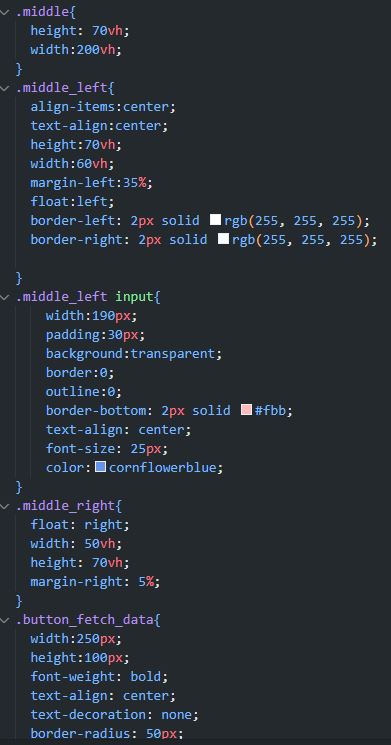 .middle{
height: 70vh;
width:200vh;
}
.middle_left{
align-items:center;
text-align:center;
height:70vh;
width:60vh;
margin-left:35%;
float:left;
border-left: 2px solid rgb(255, 255, 255);
border-right: 2px solid rgb(255, 255, 255);
}
.middle_left input{
width:190px;
padding:30px;
background:transparent;
border:0;
outline:0;
border-bottom: 2px solid #fbb;
text-align: center;
font-size: 25px;
color:cornflowerblue;
}
.middle_right{
float: right;
width: 50vh;
height: 70vh;
margin-right: 5%;
}
.button_fetch_data{
width:250px;
height:100px;
font-weight: bold;
text-align: center;
text-decoration: none;
border-radius: 50px;